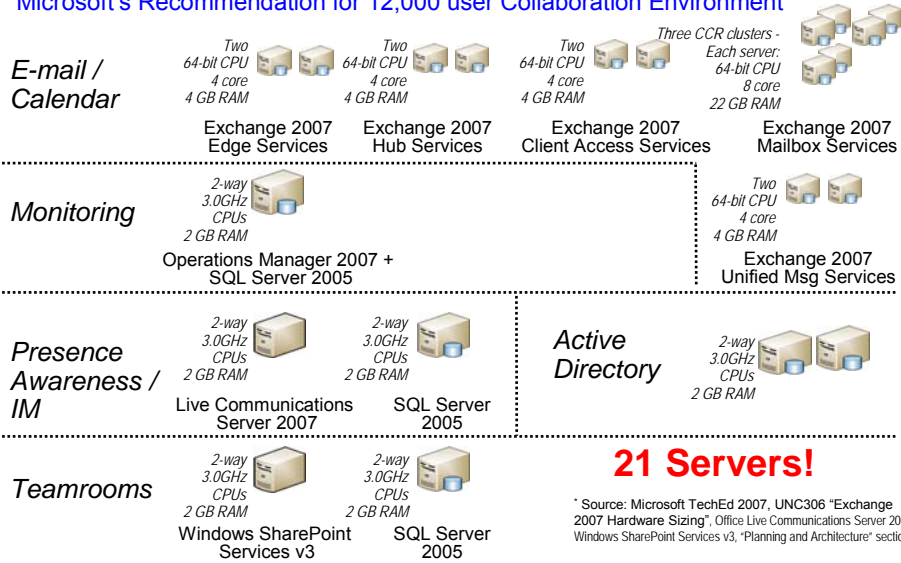 Microsoft's Recommendation for 12,000 user Collaboration Environment
E-mail /
Calendar
Two
64-bit CPU
4 core
4 GB RAM
Exchange 2007
Edge Services
Two
64-bit CPU
4 core
4 GB RAM
Exchange 2007
Hub Services
Two
64-bit CPU
4 core
4 GB RAM
Exchange 2007
Client Access Services
Three CCR clusters -
Each server:
64-bit CPU
8 core
22 GB RAM
Exchange 2007
Mailbox Services
Monitoring
2-way
3.0GHz
CPUs
2 GB RAM
Operations Manager 2007 +
SQL Server 2005
Two
64-bit CPU
4 core
4 GB RAM
Exchange 2007
Unified Msg Services
Presence
Awareness /
IM
2-way
3.0GHz
CPUs
2 GB RAM
Live Communications
Server 2007
2-way
3.0GHz
CPUs
2 GB RAM
SQL Server
2005
Active
Directory
2-way
3.0GHz
CPUs
2 GB RAM
Teamrooms
2-way
3.0GHz
CPUs
2 GB RAM
Windows SharePoint
Services v3
2-way
3.0GHz
CPUs
2 GB RAM
SQL Server
2005
21 Servers!
* Source: Microsoft TechEd 2007, UNC306 "Exchange
2007 Hardware Sizing", Office Live Communications Server 20
Windows SharePoint Services v3, "Planning and Architecture" sectio